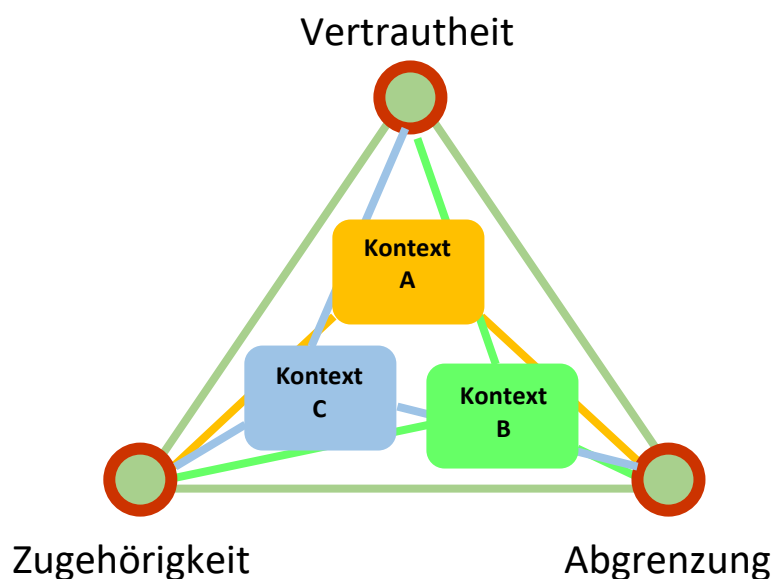 Vertrautheit
Kontext
A
Kontext
C
Kontext
B
Zugehörigkeit
Abgrenzung